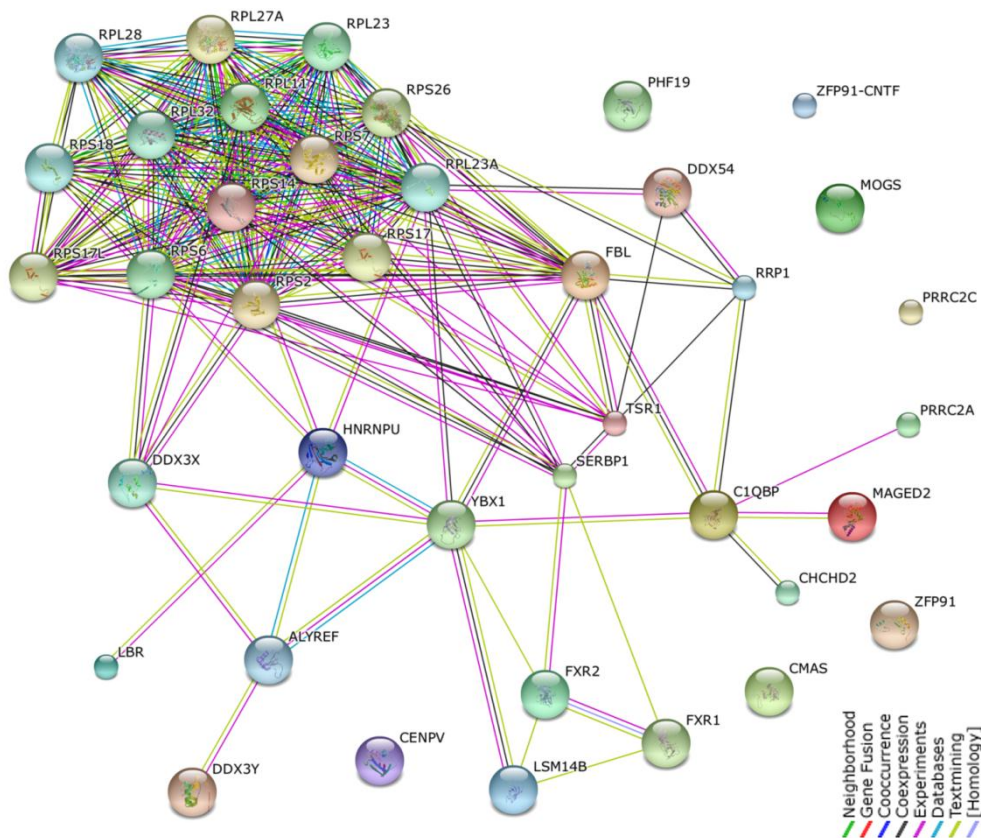 RPL27A
RPL23
RPL28
RPL11
PHF19
ZFP91-CNTF
RPS26
RPL32
RPS7
RPS18
RPL23A
DDX54
MOGS
RPS14
RPS17
RPS17L
RPS6
RPS2
FBL
RRP1
PRRC2C
TSR1
PRRC2A
HNRNPU
DDX3X
SERBP1
YBX1
C1QBP
MAGED2
CHCHD2
ZFP91
LBR
ALYREF
FXR2
CMAS
FXR1
CENPV
DDX3Y
LSM14B
Neighborhood
Gene Fusion
Cooccurrence
Coexpression
Experiments
Databases
Textmining
[Homology]